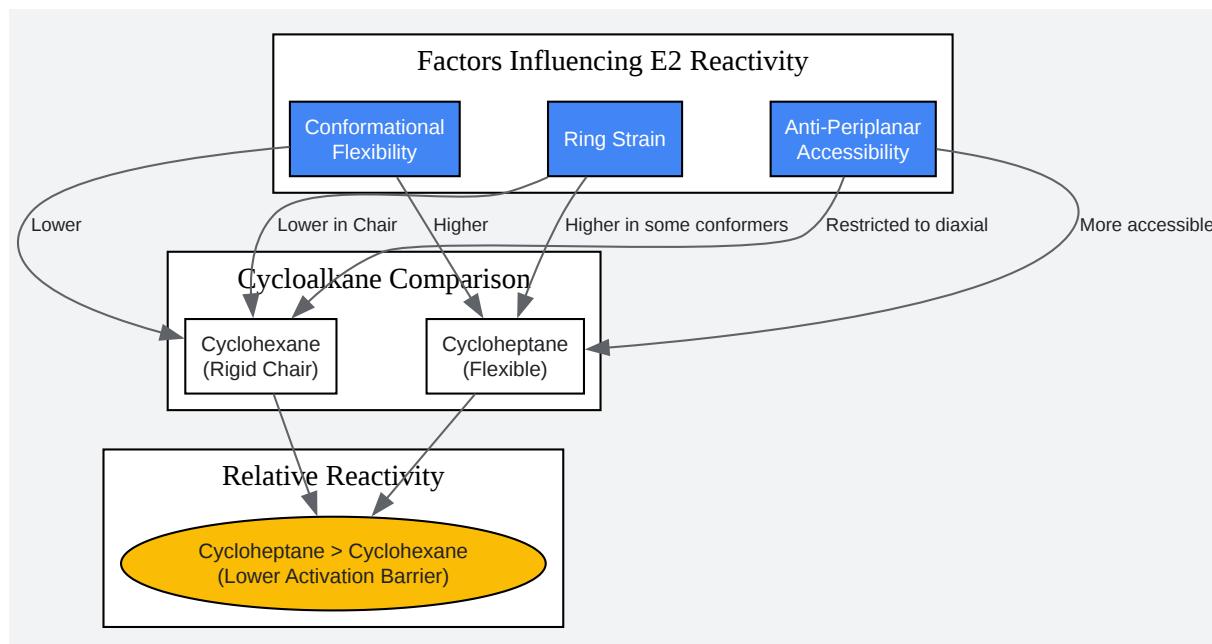 Factors Influencing E2 Reactivity
Conformational
Flexibility
Ring Strain
Anti-Periplanar
Accessibility
Lower
Lower in Chair
Higher
Higher in some conformers
Restricted to diaxial
More accessible
Cycloalkane Comparison
Cyclohexane
(Rigid Chair)
Cycloheptane
(Flexible)
Relative Reactivity
Cycloheptane > Cyclohexane
(Lower Activation Barrier)